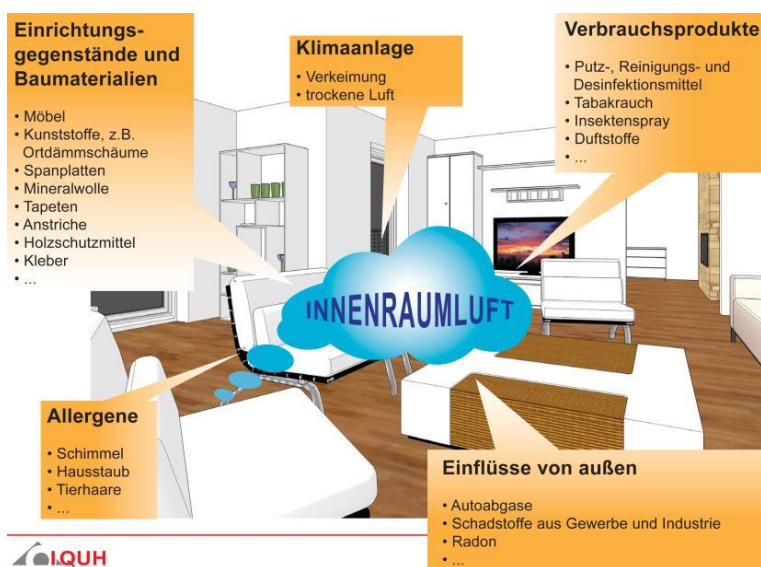 Einrichtungs-
gegenstände und
Baumaterialien
• Möbel
• Kunststoffe, z.B.
Ortdämmschäume
• Spanplatten
• Mineralwolle
• Tapeten
• Anstriche
• Holzschutzmittel
• Kleber
• ...
Klimaanlage
• Verkeimung
• trockene Luft
Verbrauchsprodukte
• Putz-, Reinigungs- und
Desinfektionsmittel
• Tabakrauch
• Insektenspray
• Duftstoffe
• ...
INNENRAUMLUFT
Allergene
• Schimmel
• Hausstaub
• Tierhaare
• ...
Einflüsse von außen
• Autoabgase
• Schadstoffe aus Gewerbe und Industrie
• Radon
• ...
IQUH